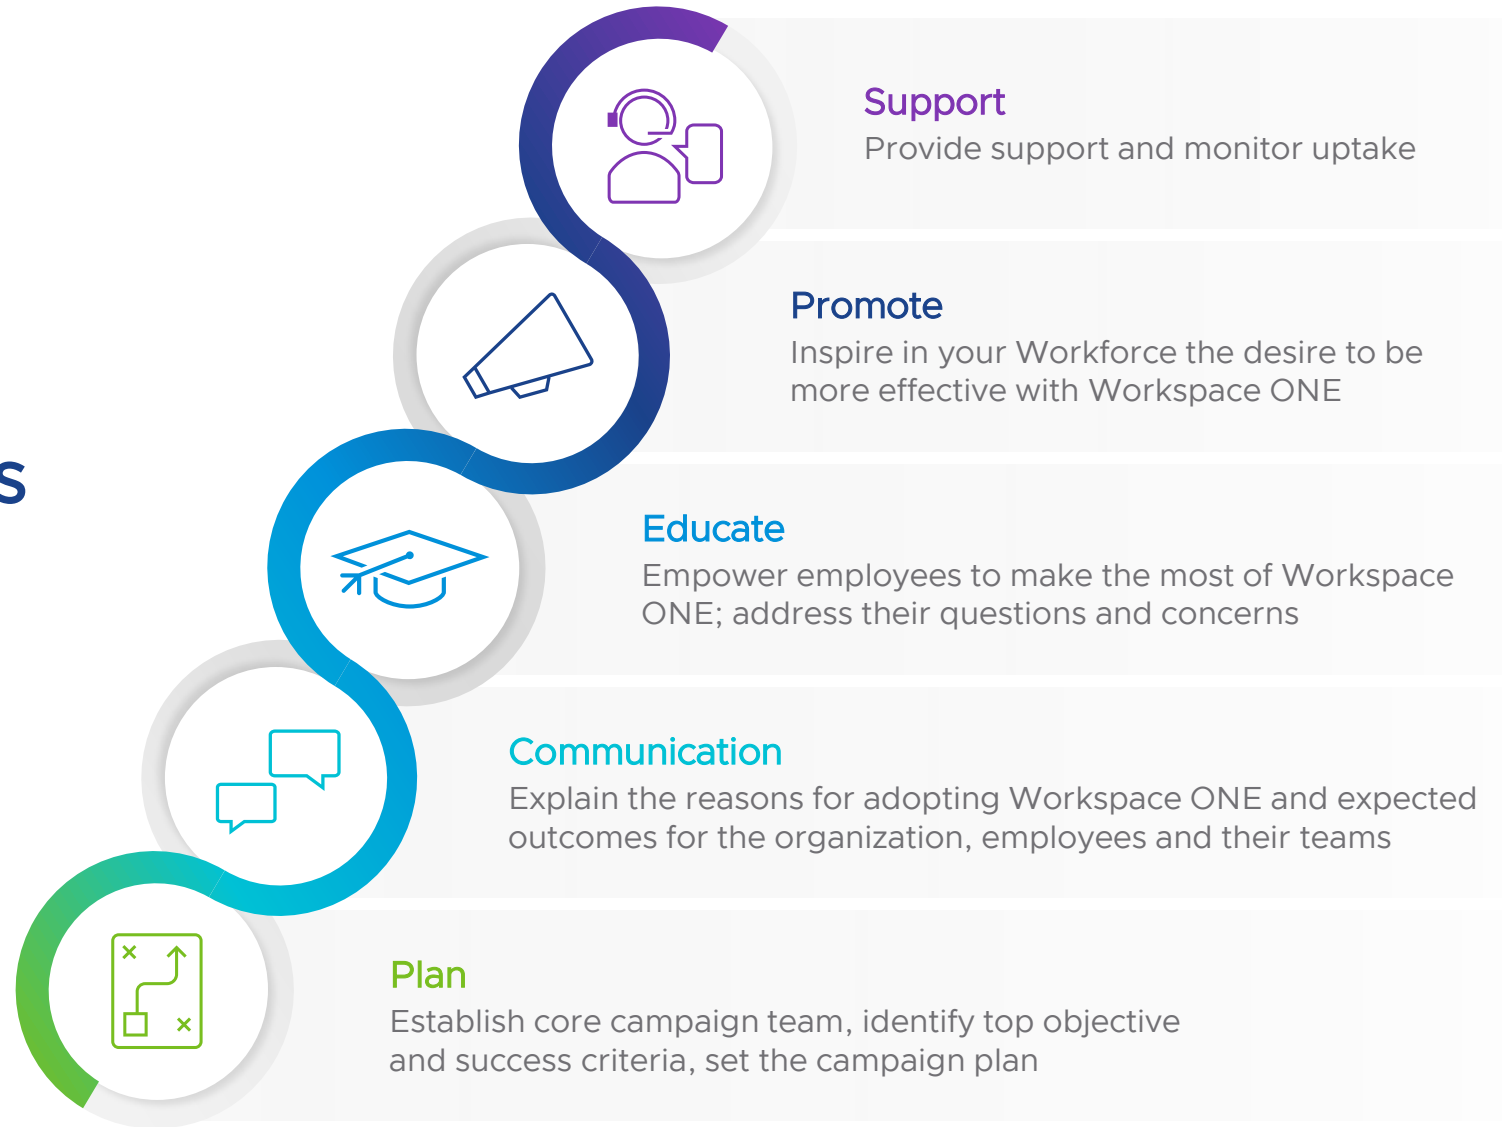 Support
Provide support and monitor uptake
Promote
Inspire in your Workforce the desire to be
more effective with Workspace ONE
s
Educate
Empower employees to make the most of Workspace
ONE; address their questions and concerns
Communication
Explain the reasons for adopting Workspace ONE and expected
outcomes for the organization, employees and their teams
Plan
Establish core campaign team, identify top objective
and success criteria, set the campaign plan